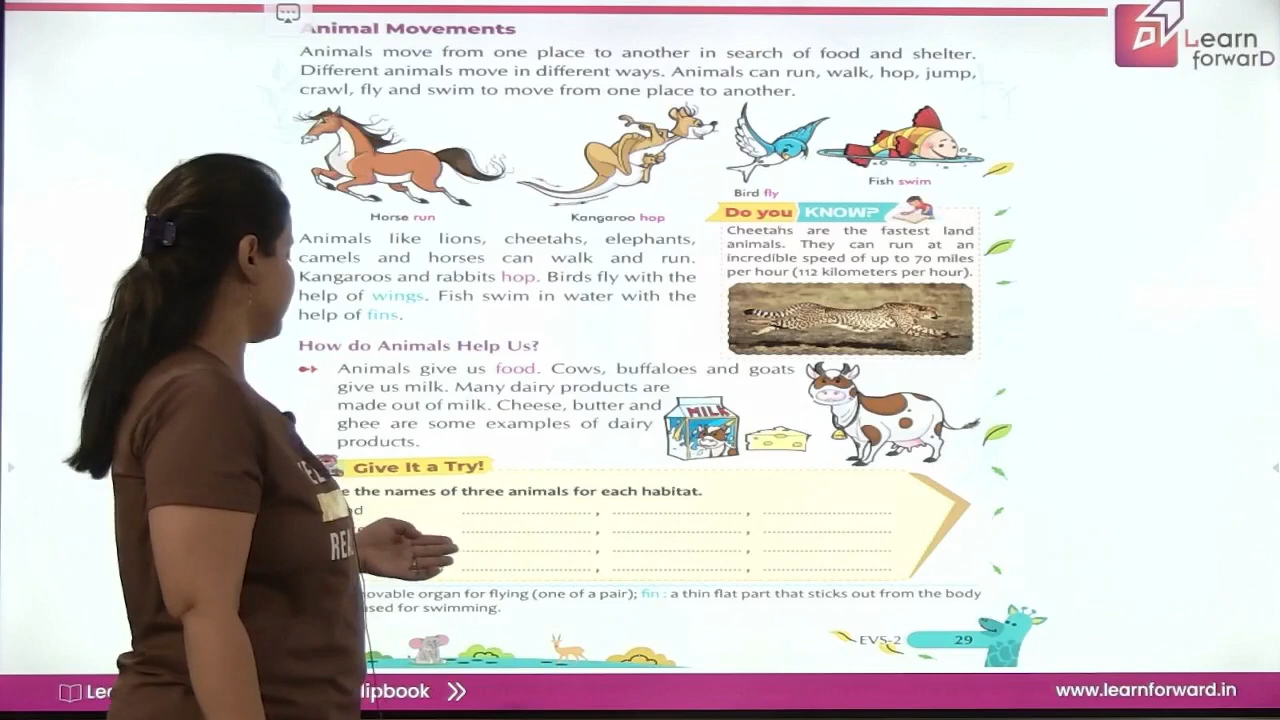 Animal Movements
Animals move from one place to another in search of food and shelter.
Different animals move in different ways. Animals can run, walk, hop, jump,
crawl, fly and swim to move from one place to another.
Horse run
Kangaroo hop
Bird fly
Fish swim
Animals like lions, cheetahs, elephants,
camels and horses can walk and run.
Kangaroos and rabbits hop. Birds fly with the
help of wings. Fish swim in water with the
help of fins.
Do you KNOW?
Cheetahs are the fastest land
animals. They can run at an
incredible speed of up to 70 miles
per hour (112 kilometers per hour).
How do Animals Help Us?
Animals give us food. Cows, buffaloes and goats
give us milk. Many dairy products are
made out of milk. Cheese, butter and
ghee are some examples of dairy
products.
MILK
Give It a Try!
the names of three animals for each habitat.
organ for flying (one of a pair); fin : a thin flat part that sticks out from the body
used for swimming.
EVS-2 29
Learn
forwarD
www.learnforward.in